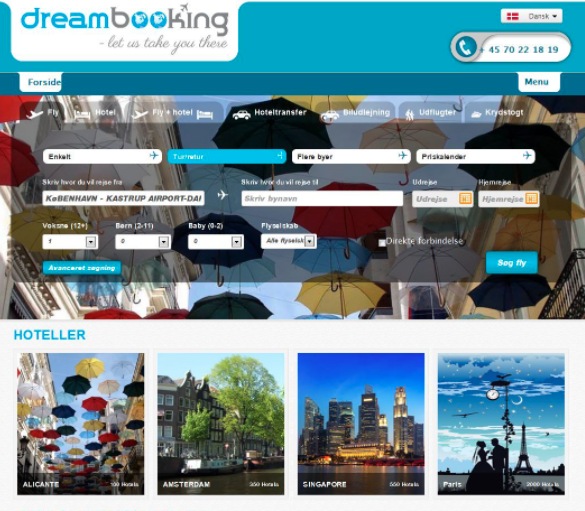 dreambooking
- let us take you there
Dansk
+ 45 70 22 18 19
Forside
Menu
Fly
Hotel
Fly + hotel
Hoteltransfer
Biludlejning
Udflugter
Krydstogt
Enkelt
Tur-retur
Flere byer
Priskalender
Skriv hvor du vil rejse fra
Skriv hvor du vil rejse til
Udrejse
Hjemrejse
KøBENHAVN - KASTRUP AIRPORT-DAI
Skriv bynavn
Udrejse
Hjemrejse
Voksne (12+)
Børn (2-11)
Baby (0-2)
Flyselskab
1
0
0
Alle flyselsk
Direkte forbindelse
Avanceret søgning
Søg fly
HOTELLER
ALICANTE
Hotels
AMSTERDAM
350 Hotels
SINGAPORE
550 Hotels
Paris
2000 Hotels